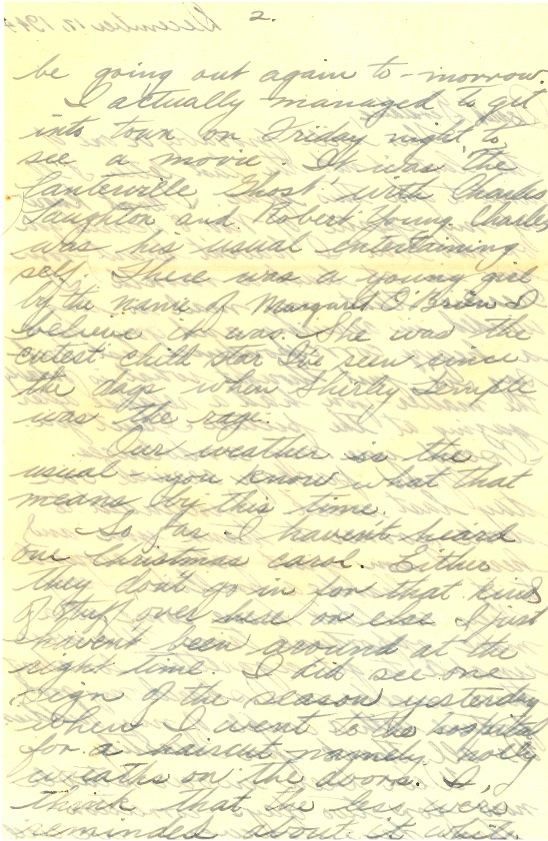 2.
be going out again to-morrow.
I actually managed to get
into town on Friday night to
see a movie. It was "The
Canterville Ghost" with Charles
Laughton and Robert Young. Charles
was his usual entertaining
self. There was a young girl
by the name of Margaret O'Brien I
believe it was. She was the
cutest child star I've seen since
the days when Shirley Temple
was the rage.
Our weather is the
usual - you know what that
means by this time.
So far I haven't heard
one Christmas carol. Either
they don't go in for that kind
of stuff over here or else I just
haven't been around at the
right time. I did see one
sign of the season yesterday
when I went to the hospital
for a haircut namely, holly
wreaths on the doors. I,
think that the less were
reminded about it while